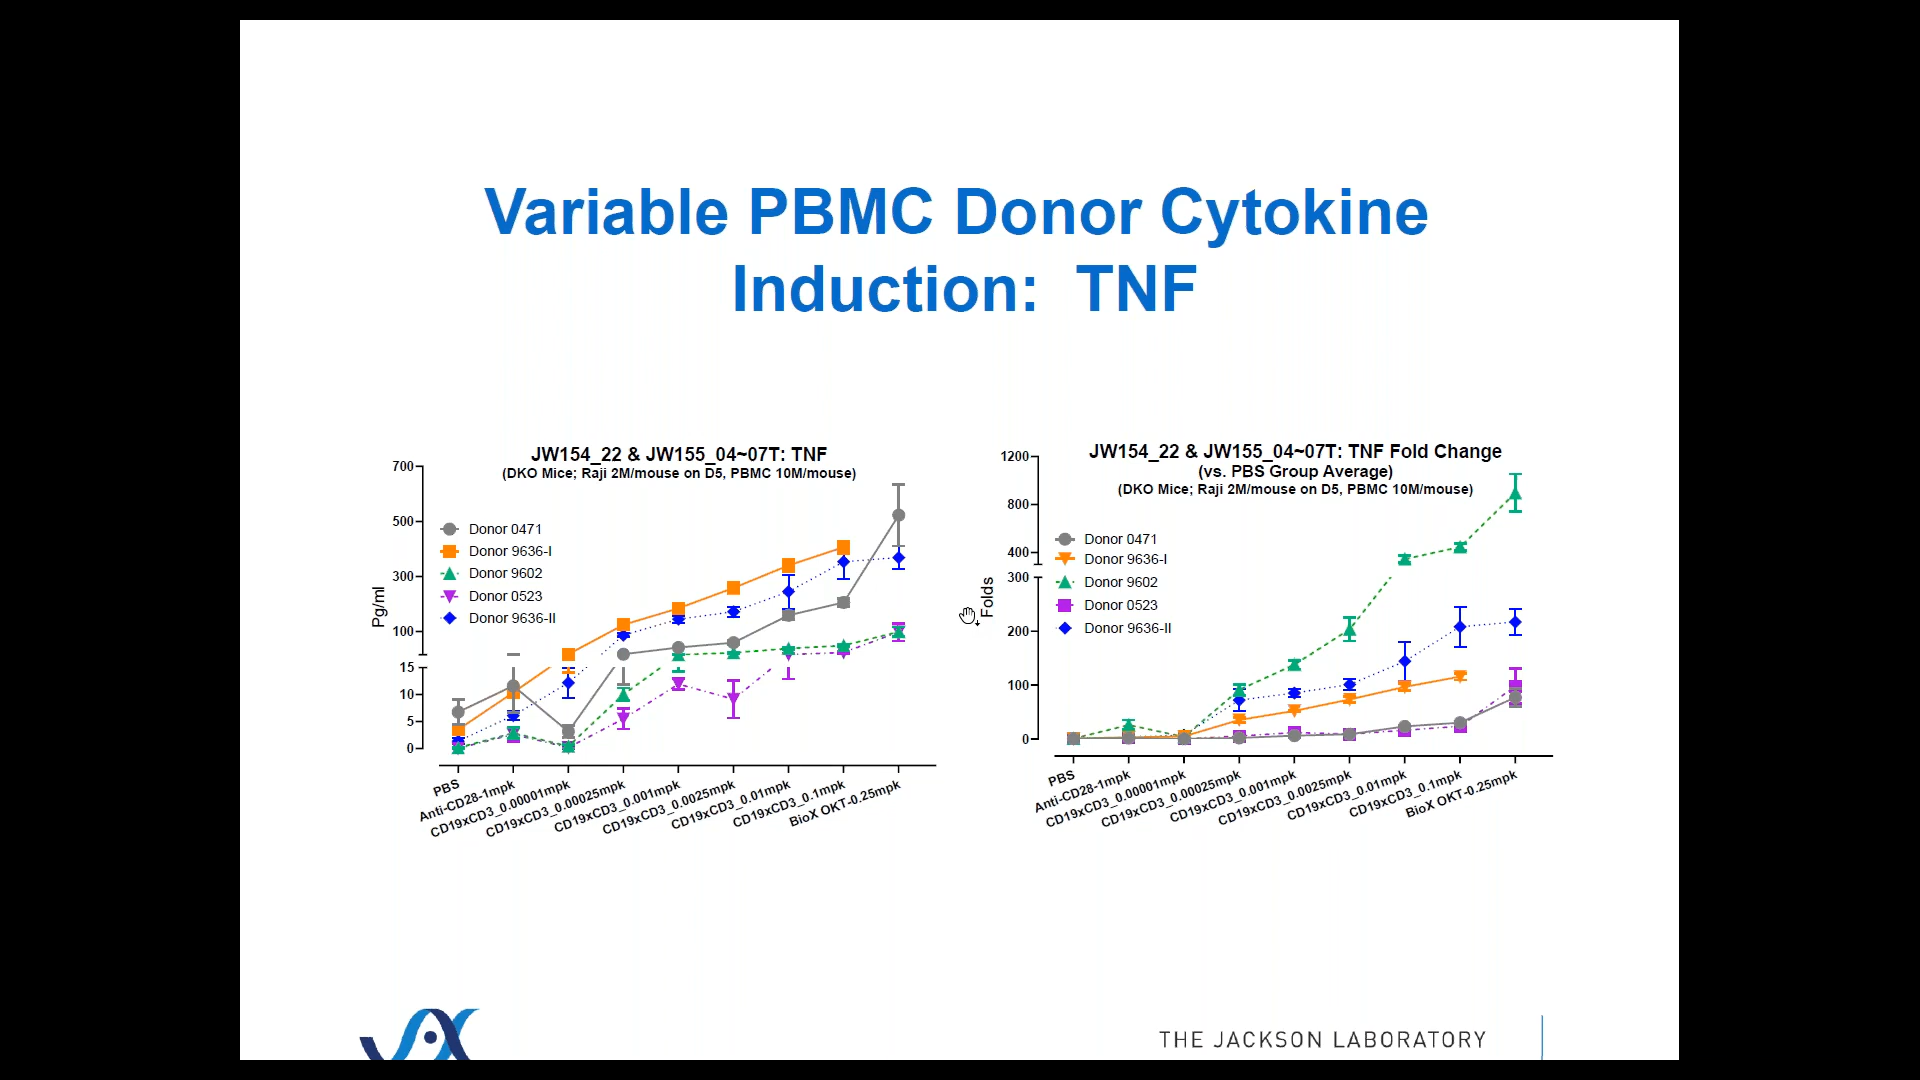 Variable PBMC Donor Cytokine
Induction: TNF
JW154_22 & JW155_04~07T: TNF
(DKO Mice; Raji 2M/mouse on D5, PBMC 10M/mouse)
700
500
300
100
15
10
5
0
Pg/ml
Donor 0471
Donor 9636-I
Donor 9602
Donor 0523
Donor 9636-II
PBS
Anti-CD28-1mpk
CD19xCD3_0.00001mpk
CD19xCD3_0.00025mpk
CD19xCD3_0.001mpk
CD19xCD3_0.0025mpk
CD19xCD3_0.01mpk
CD19xCD3_0.1mpk
BioX OKT-0.25mpk
JW154_22 & JW155_04~07T: TNF Fold Change
(vs. PBS Group Average)
(DKO Mice; Raji 2M/mouse on D5, PBMC 10M/mouse)
1200
800
400
300
200
100
0
Folds
Donor 0471
Donor 9636-I
Donor 9602
Donor 0523
Donor 9636-II
PBS
Anti-CD28-1mpk
CD19xCD3_0.00001mpk
CD19xCD3_0.00025mpk
CD19xCD3_0.001mpk
CD19xCD3_0.0025mpk
CD19xCD3_0.01mpk
CD19xCD3_0.1mpk
BioX OKT-0.25mpk
THE JACKSON LABORATORY